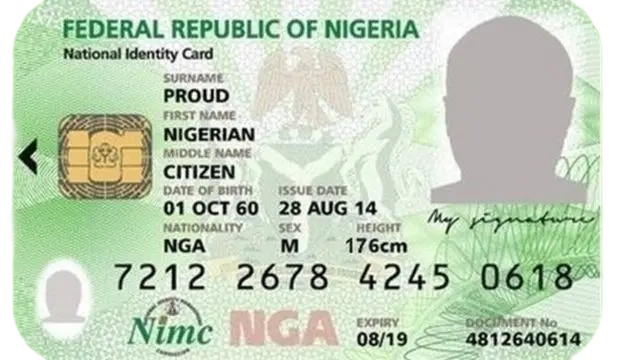 FEDERAL REPUBLIC OF NIGERIA
National Identity Card
SURNAME
PROUD
FIRST NAME
NIGERIAN
MIDDLE NAME
CITIZEN
DATE OF BIRTH ISSUE DATE
01 OCT 60 28 AUG 14
NATIONALITY SEX HEIGHT
NGA M 176cm
My signature
7212 2678 4245 0618
Nimc NGA
EXPIRY DOCUMENT No
08/19 4812640614